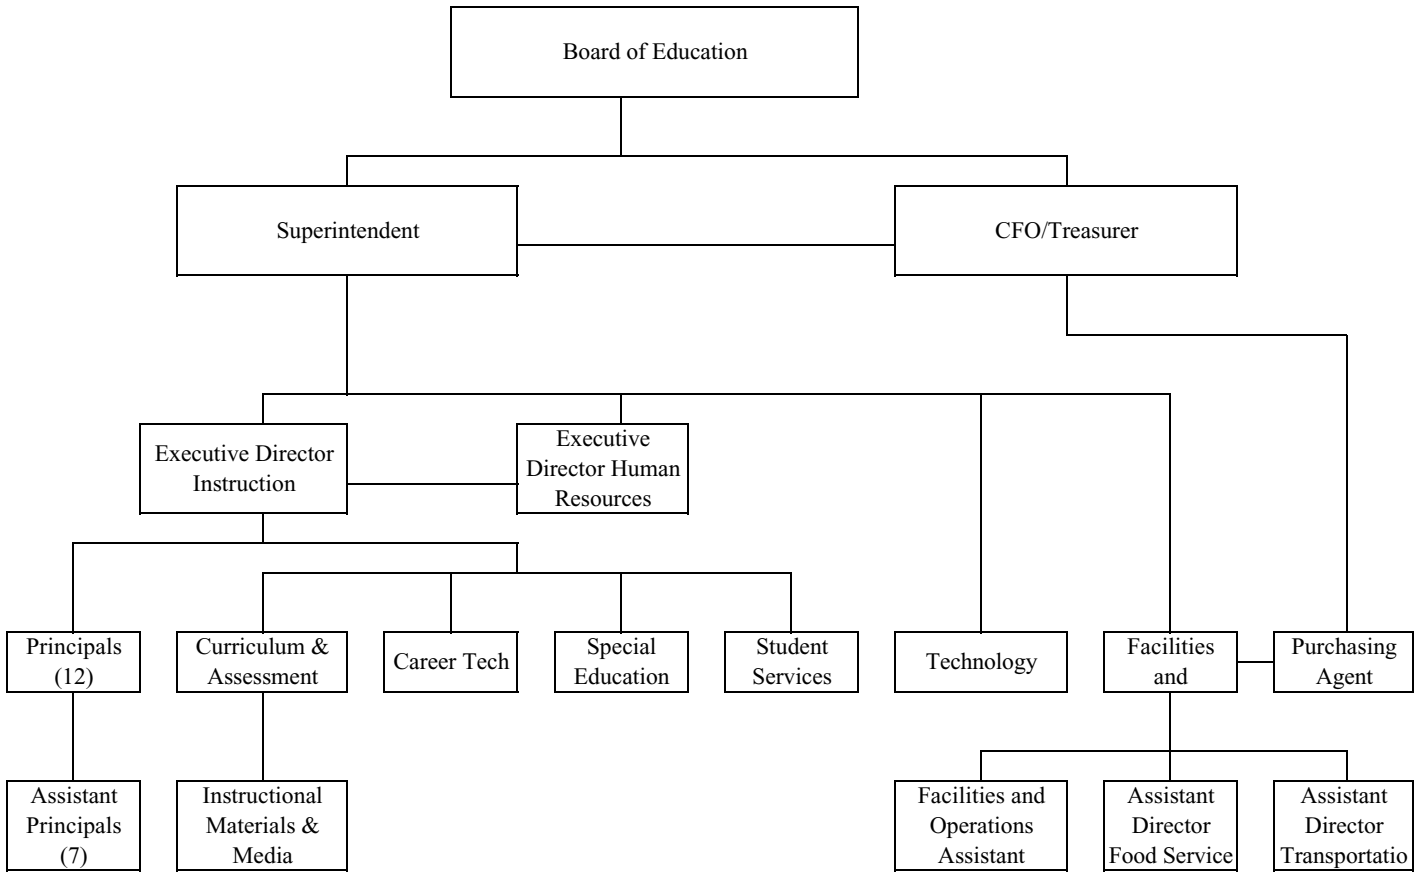 Board of Education
Superintendent
CFO/Treasurer
Executive Director
Instruction
Executive
Director Human
Resources
Principals
(12)
Curriculum &
Assessment
Career Tech
Special
Education
Student
Services
Technology
Facilities
and
Purchasing
Agent
Assistant
Principals
(7)
Instructional
Materials &
Media
Facilities and
Operations
Assistant
Assistant
Director
Food Service
Assistant
Director
Transportatio